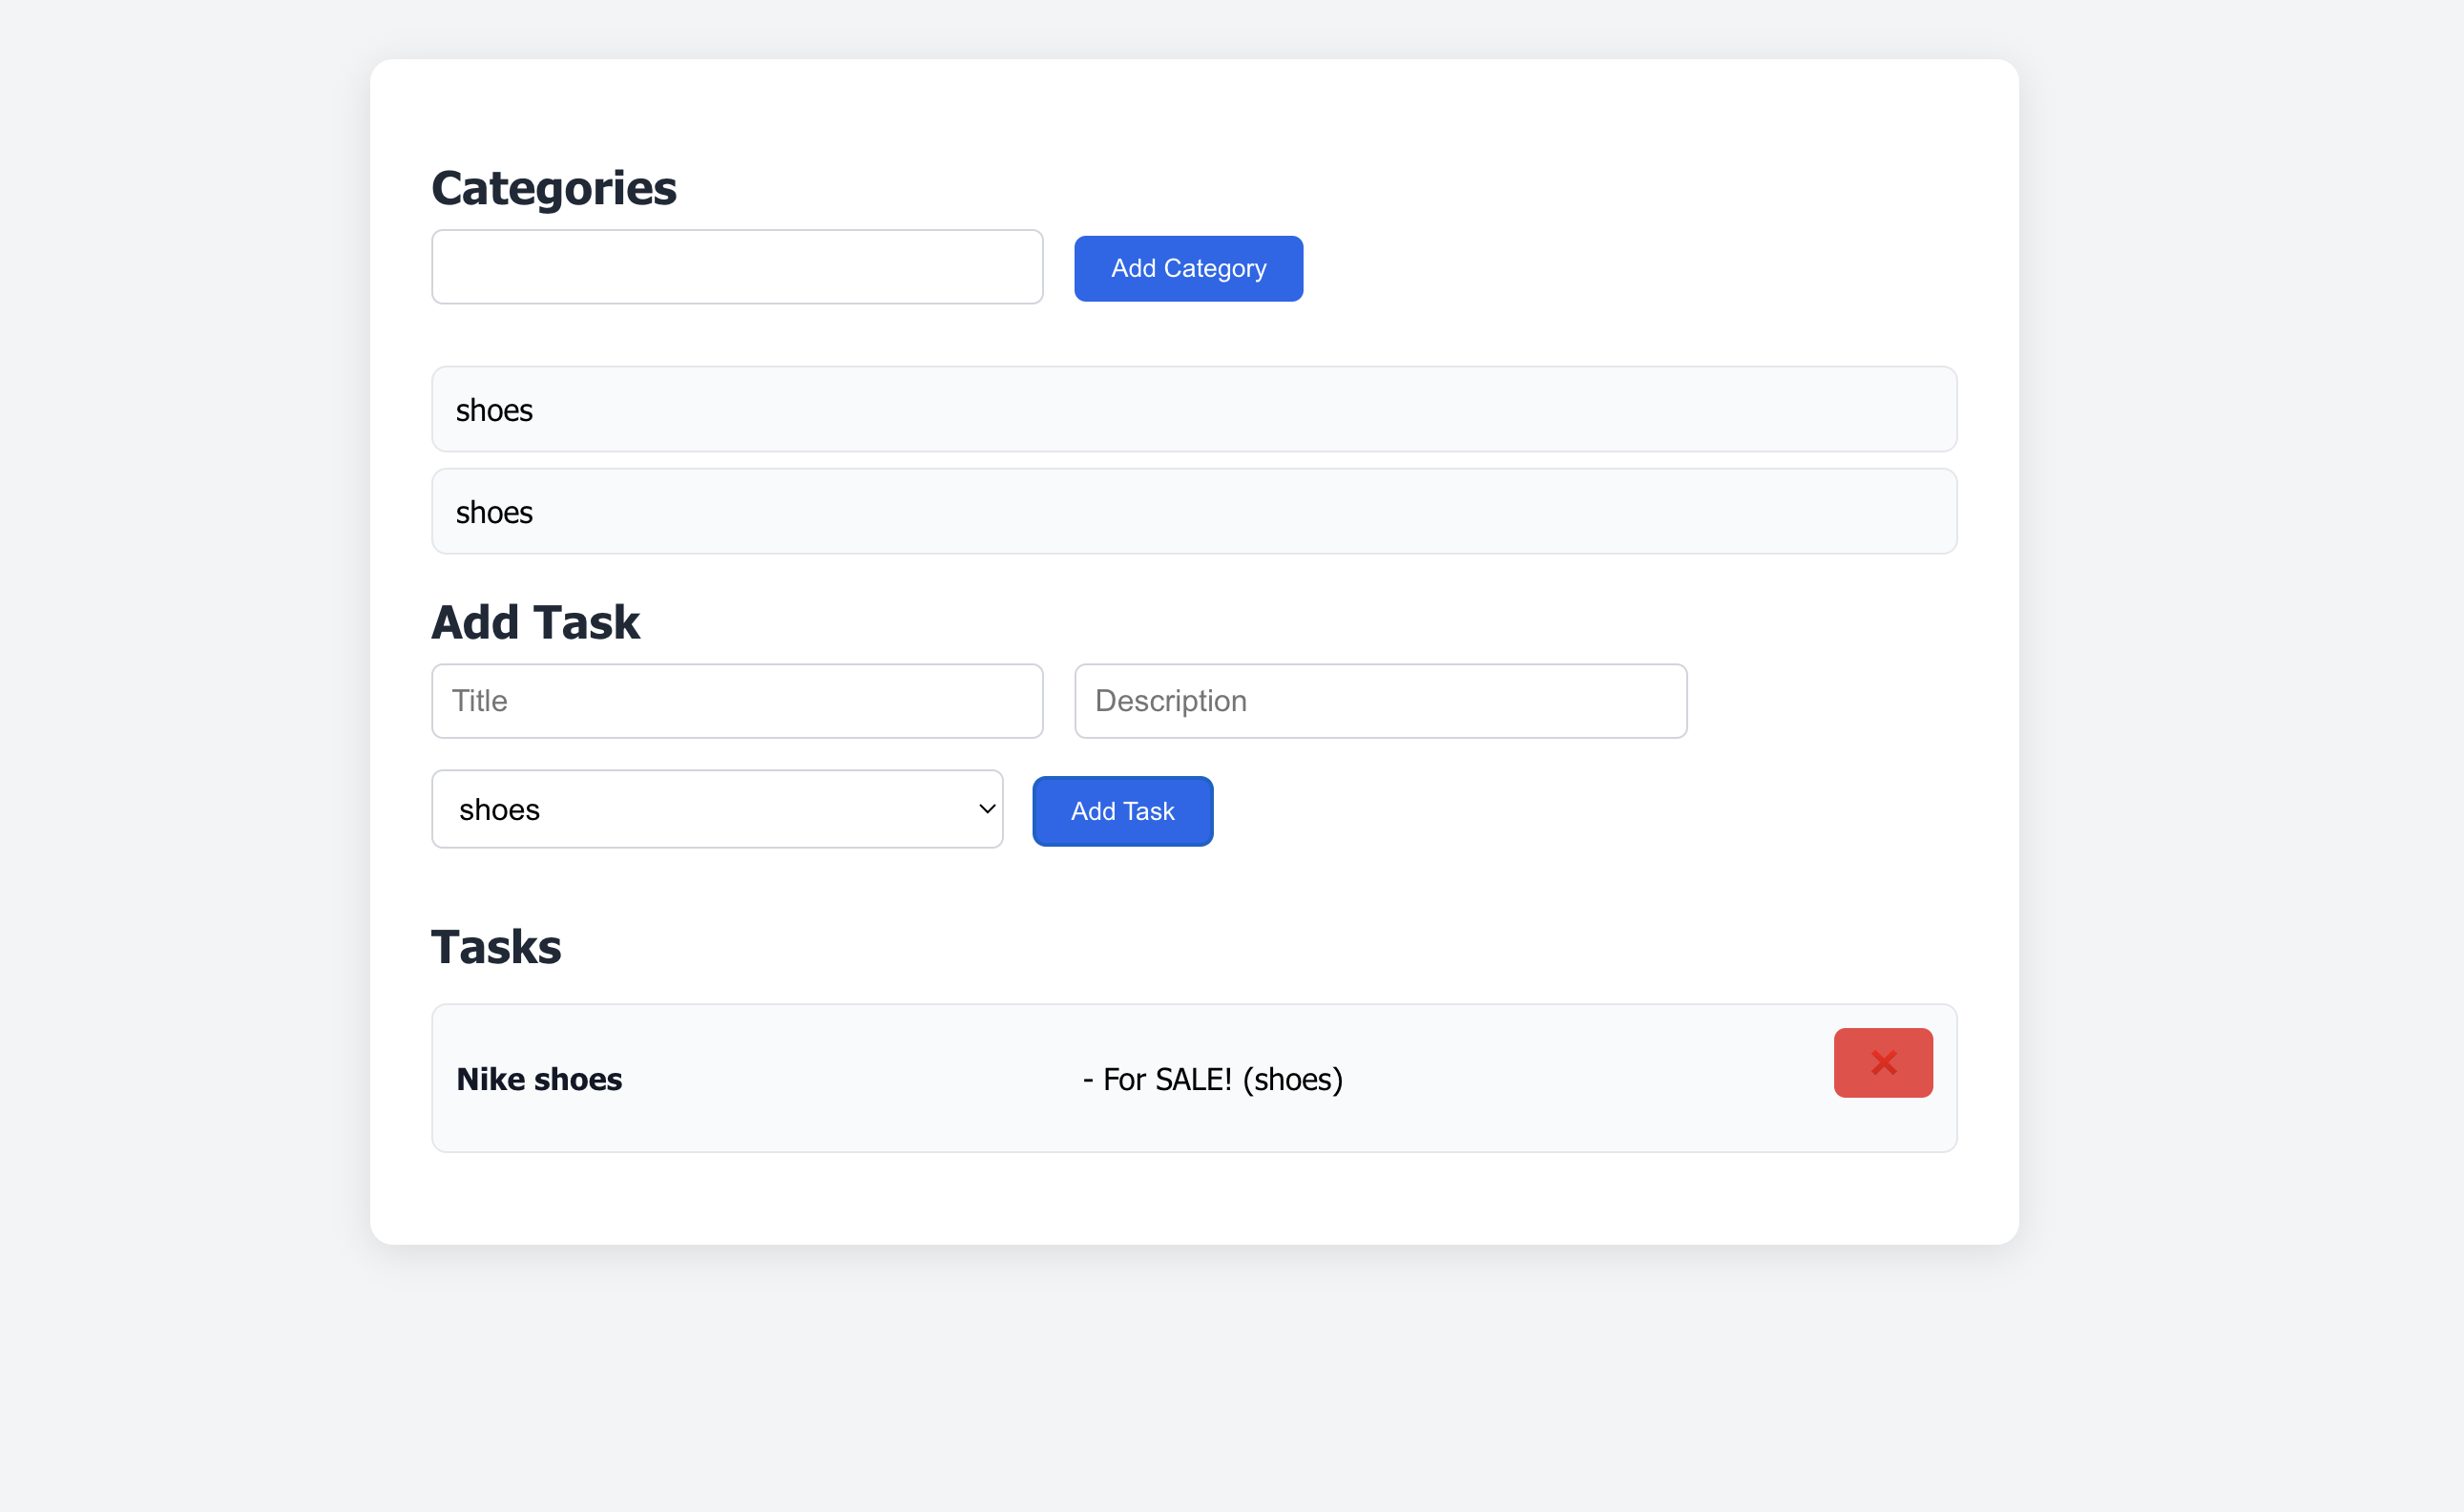 Categories
Add Category
shoes
shoes
Add Task
Title Description
shoes Add Task
Tasks
Nike shoes - For SALE! (shoes)